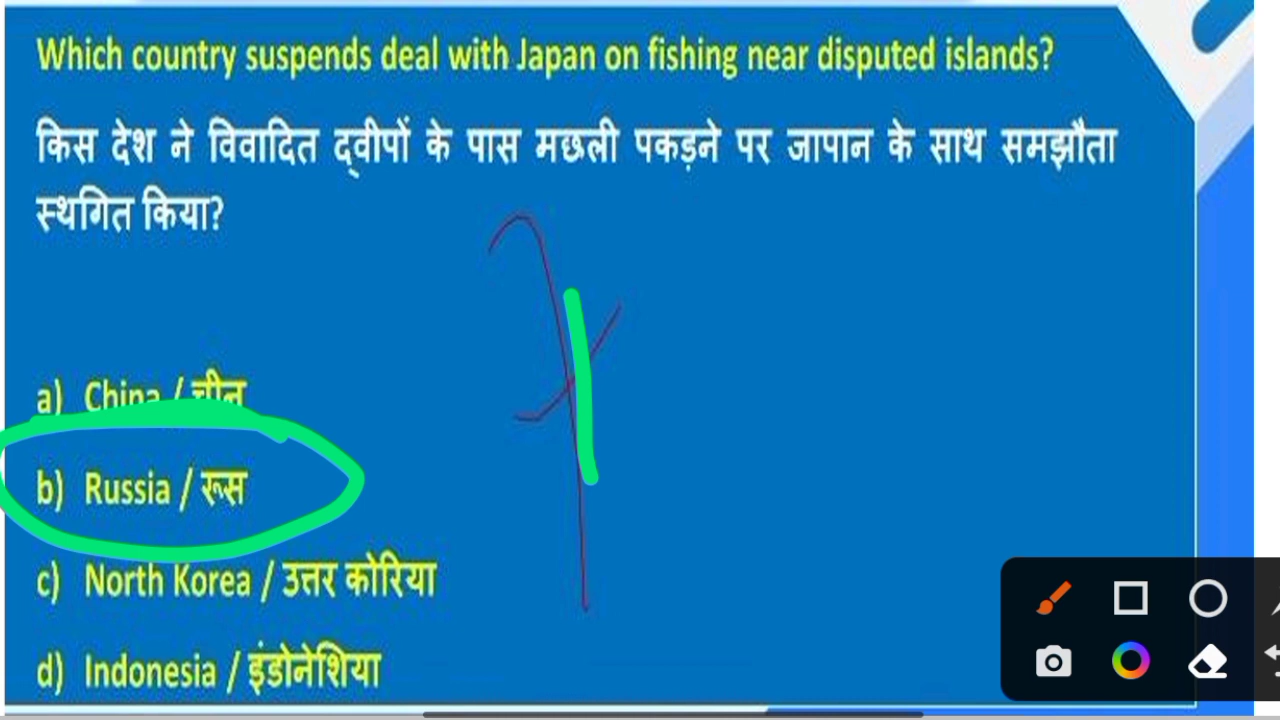 Which country suspends deal with Japan on fishing near disputed islands?
किस देश ने विवादित द्वीपों के पास मछली पकड़ने पर जापान के साथ समझौता
स्थगित किया?
a) China / चीन
b) Russia / रूस
c) North Korea / उत्तर कोरिया
d) Indonesia / इंडोनेशिया